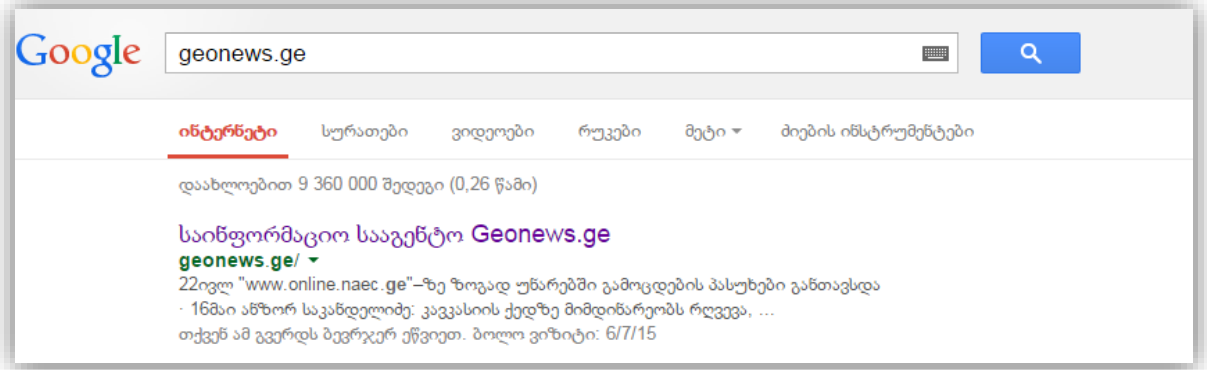 Google geonews.ge
ინტერნეტი სურათები ვიდეოები რუკები მეტი ძიების ინსტრუმენტები
დაახლოებით 9 360 000 შედეგი (0,26 წამი)
საინფორმაციო სააგენტო Geonews.ge
geonews.ge/
22ივლ "www.online.naec.ge"–ზე ზოგად უნარებში გამოცდების პასუხები განთავსდა
· 16მაი ანზორ საკანდელიძე: კავკასიის ქედზე მიმდინარეობს რღვევა, ...
თქვენ ამ გვერდს ბევრჯერ ეწვიეთ. ბოლო ვიზიტი: 6/7/15